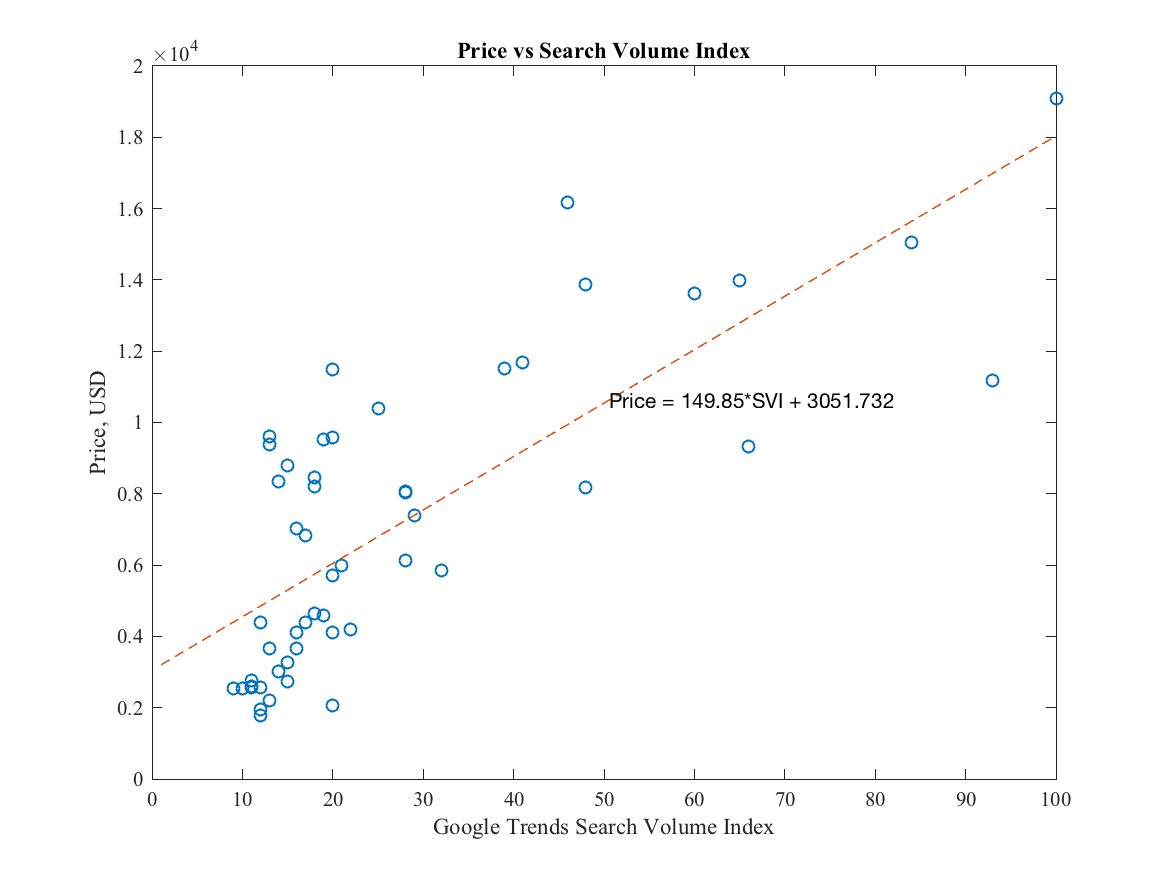 Price vs Search Volume Index
×10⁴
2
1.8
1.6
1.4
1.2
1
0.8
0.6
0.4
0.2
0
Price, USD
Price = 149.85*SVI + 3051.732
0 10 20 30 40 50 60 70 80 90 100
Google Trends Search Volume Index